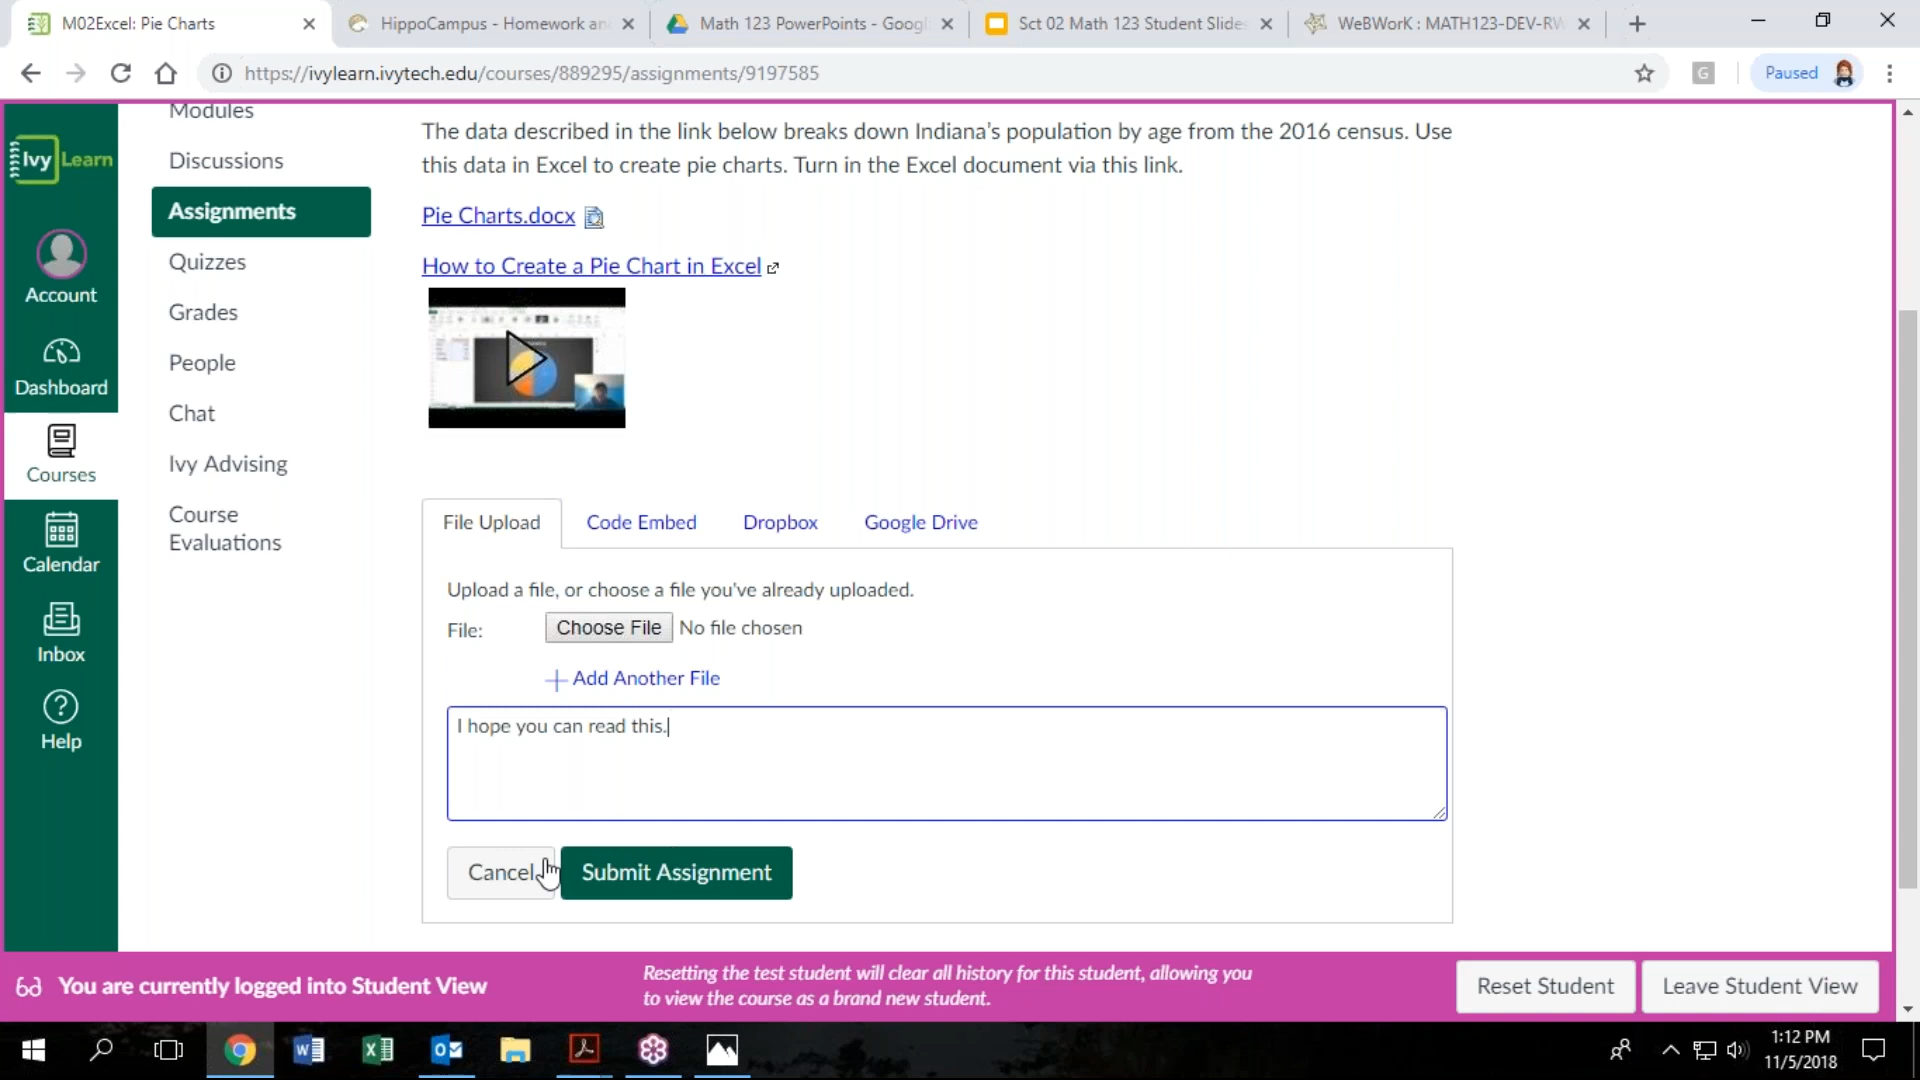 M02Excel: Pie Charts
HippoCampus - Homework an
Math 123 PowerPoints - Googl
Sct 02 Math 123 Student Slides
WeBWorK : MATH123-DEV-RW
https://ivylearn.ivytech.edu/courses/889295/assignments/9197585
G
Paused
Ivy Learn
Account
Dashboard
Courses
Calendar
Inbox
Help
Modules
Discussions
Assignments
Quizzes
Grades
People
Chat
Ivy Advising
Course
Evaluations
The data described in the link below breaks down Indiana's population by age from the 2016 census. Use
this data in Excel to create pie charts. Turn in the Excel document via this link.
Pie Charts.docx
How to Create a Pie Chart in Excel
File Upload
Code Embed
Dropbox
Google Drive
Upload a file, or choose a file you've already uploaded.
File:
Choose File No file chosen
Add Another File
I hope you can read this.
Cancel
Submit Assignment
You are currently logged into Student View
Resetting the test student will clear all history for this student, allowing you
to view the course as a brand new student.
Reset Student
Leave Student View
1:12 PM
11/5/2018